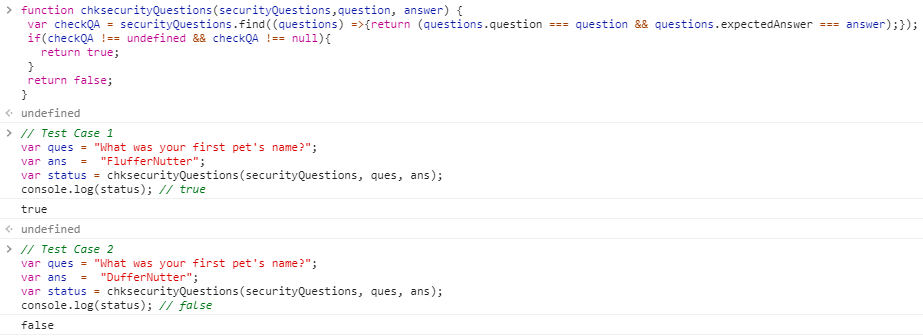 function chksecurityQuestions(securityQuestions,question, answer) {
 var checkQA = securityQuestions.find((questions) =>{return (questions.question === question && questions.expectedAnswer === answer);});
 if(checkQA !== undefined && checkQA !== null){
   return true;
 }
 return false;
}
undefined
// Test Case 1
var ques = "What was your first pet's name?";
var ans  =  "FlufferNutter";
var status = chksecurityQuestions(securityQuestions, ques, ans);
console.log(status); // true
true
undefined
// Test Case 2
var ques = "What was your first pet's name?";
var ans  =  "DufferNutter";
var status = chksecurityQuestions(securityQuestions, ques, ans);
console.log(status); // false
false